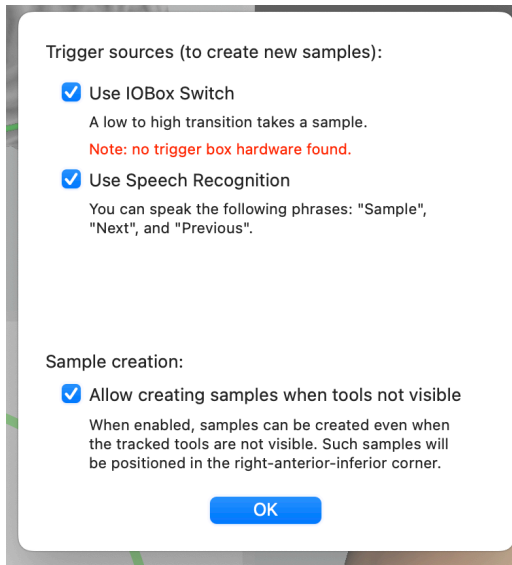 Trigger sources (to create new samples):
Use IOBox Switch
A low to high transition takes a sample.
Note: no trigger box hardware found.
Use Speech Recognition
You can speak the following phrases: "Sample",
"Next", and "Previous".
Sample creation:
Allow creating samples when tools not visible
When enabled, samples can be created even when
the tracked tools are not visible. Such samples will
be positioned in the right-anterior-inferior corner.
OK